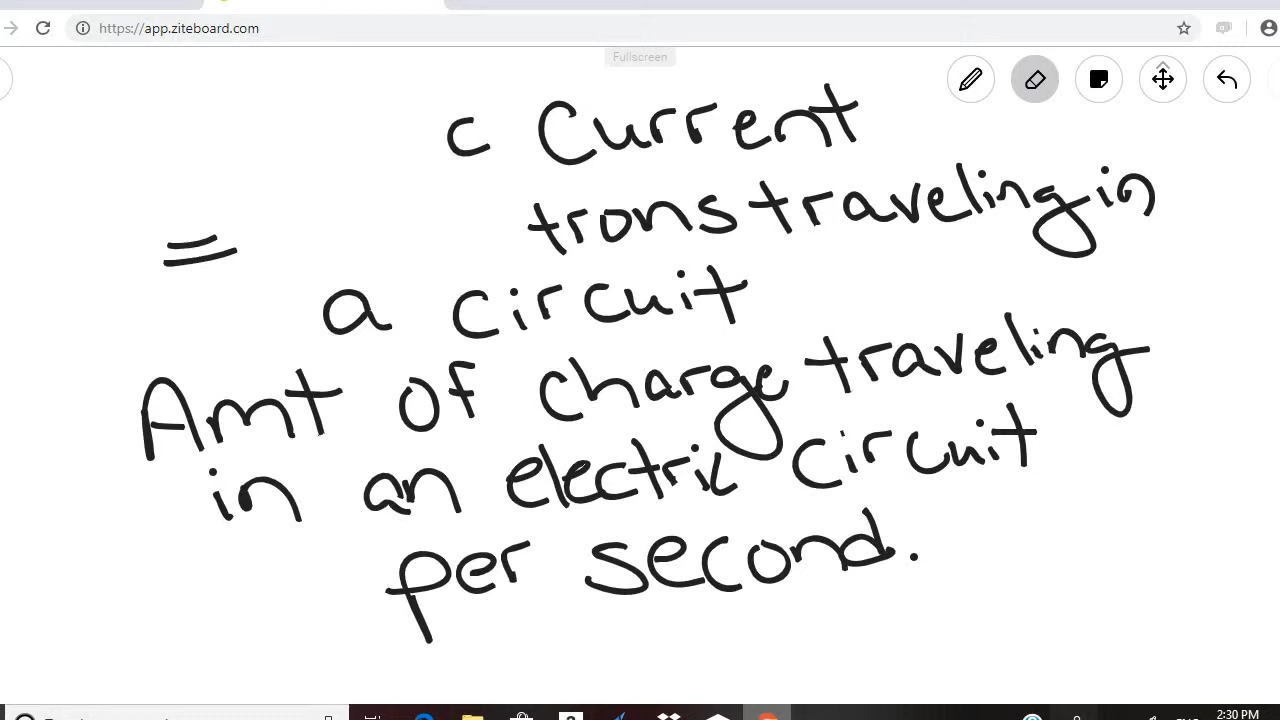 https://app.ziteboard.com
Fullscreen
c Current
trons traveling in
=
a circuit
Amt of charge traveling
in an electric circuit
per second.
2:30 PM